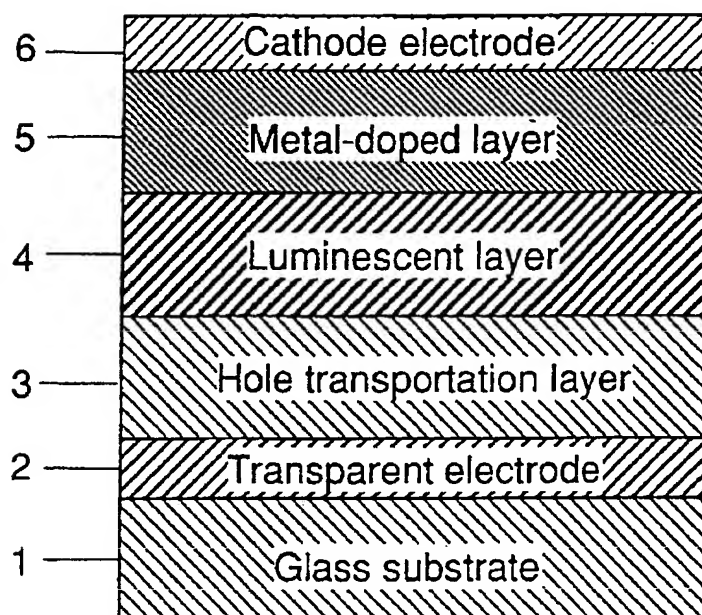 6 Cathode electrode
5 Metal-doped layer
4 Luminescent layer
3 Hole transportation layer
2 Transparent electrode
1 Glass substrate